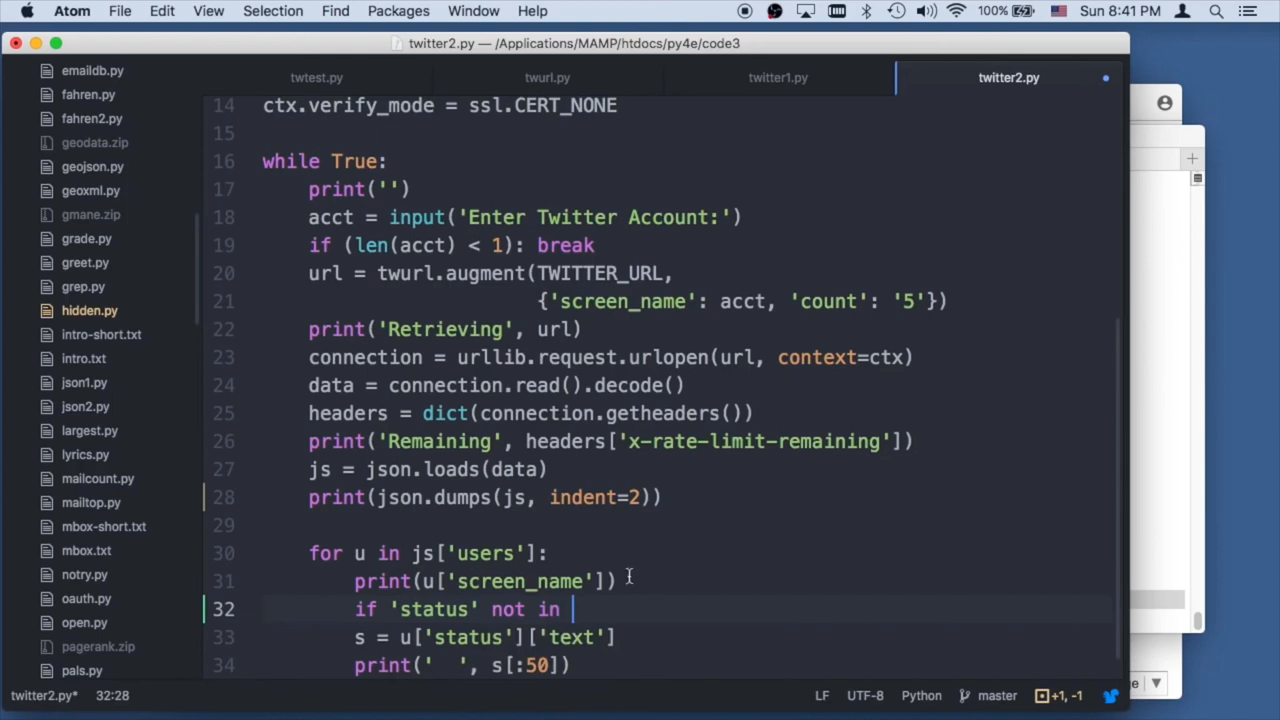 Atom File Edit View Selection Find Packages Window Help 100% Sun 8:41 PM
twitter2.py — /Applications/MAMP/htdocs/py4e/code3
twtest.py twurl.py twitter1.py twitter2.py
emaildb.py
fahren.py
fahren2.py
geodata.zip
geojson.py
geoxml.py
gmane.zip
grade.py
greet.py
grep.py
hidden.py
intro-short.txt
intro.txt
json1.py
json2.py
largest.py
lyrics.py
mailcount.py
mailtop.py
mbox-short.txt
mbox.txt
notry.py
oauth.py
open.py
pagerank.zip
pals.py
14 ctx.verify_mode = ssl.CERT_NONE
15
16 while True:
17 print('')
18 acct = input('Enter Twitter Account:')
19 if (len(acct) < 1): break
20 url = twurl.augment(TWITTER_URL,
21 {'screen_name': acct, 'count': '5'})
22 print('Retrieving', url)
23 connection = urllib.request.urlopen(url, context=ctx)
24 data = connection.read().decode()
25 headers = dict(connection.getheaders())
26 print('Remaining', headers['x-rate-limit-remaining'])
27 js = json.loads(data)
28 print(json.dumps(js, indent=2))
29
30 for u in js['users']:
31 print(u['screen_name'])
32 if 'status' not in
33 s = u['status']['text']
34 print('  ', s[:50])
twitter2.py* 32:28 LF UTF-8 Python master +1, -1